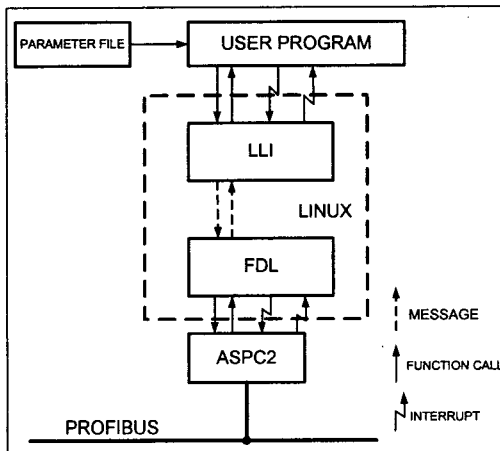 PARAMETER FILE
USER PROGRAM
LLI
LINUX
FDL
MESSAGE
ASPC2
FUNCTION CALL
INTERRUPT
PROFIBUS